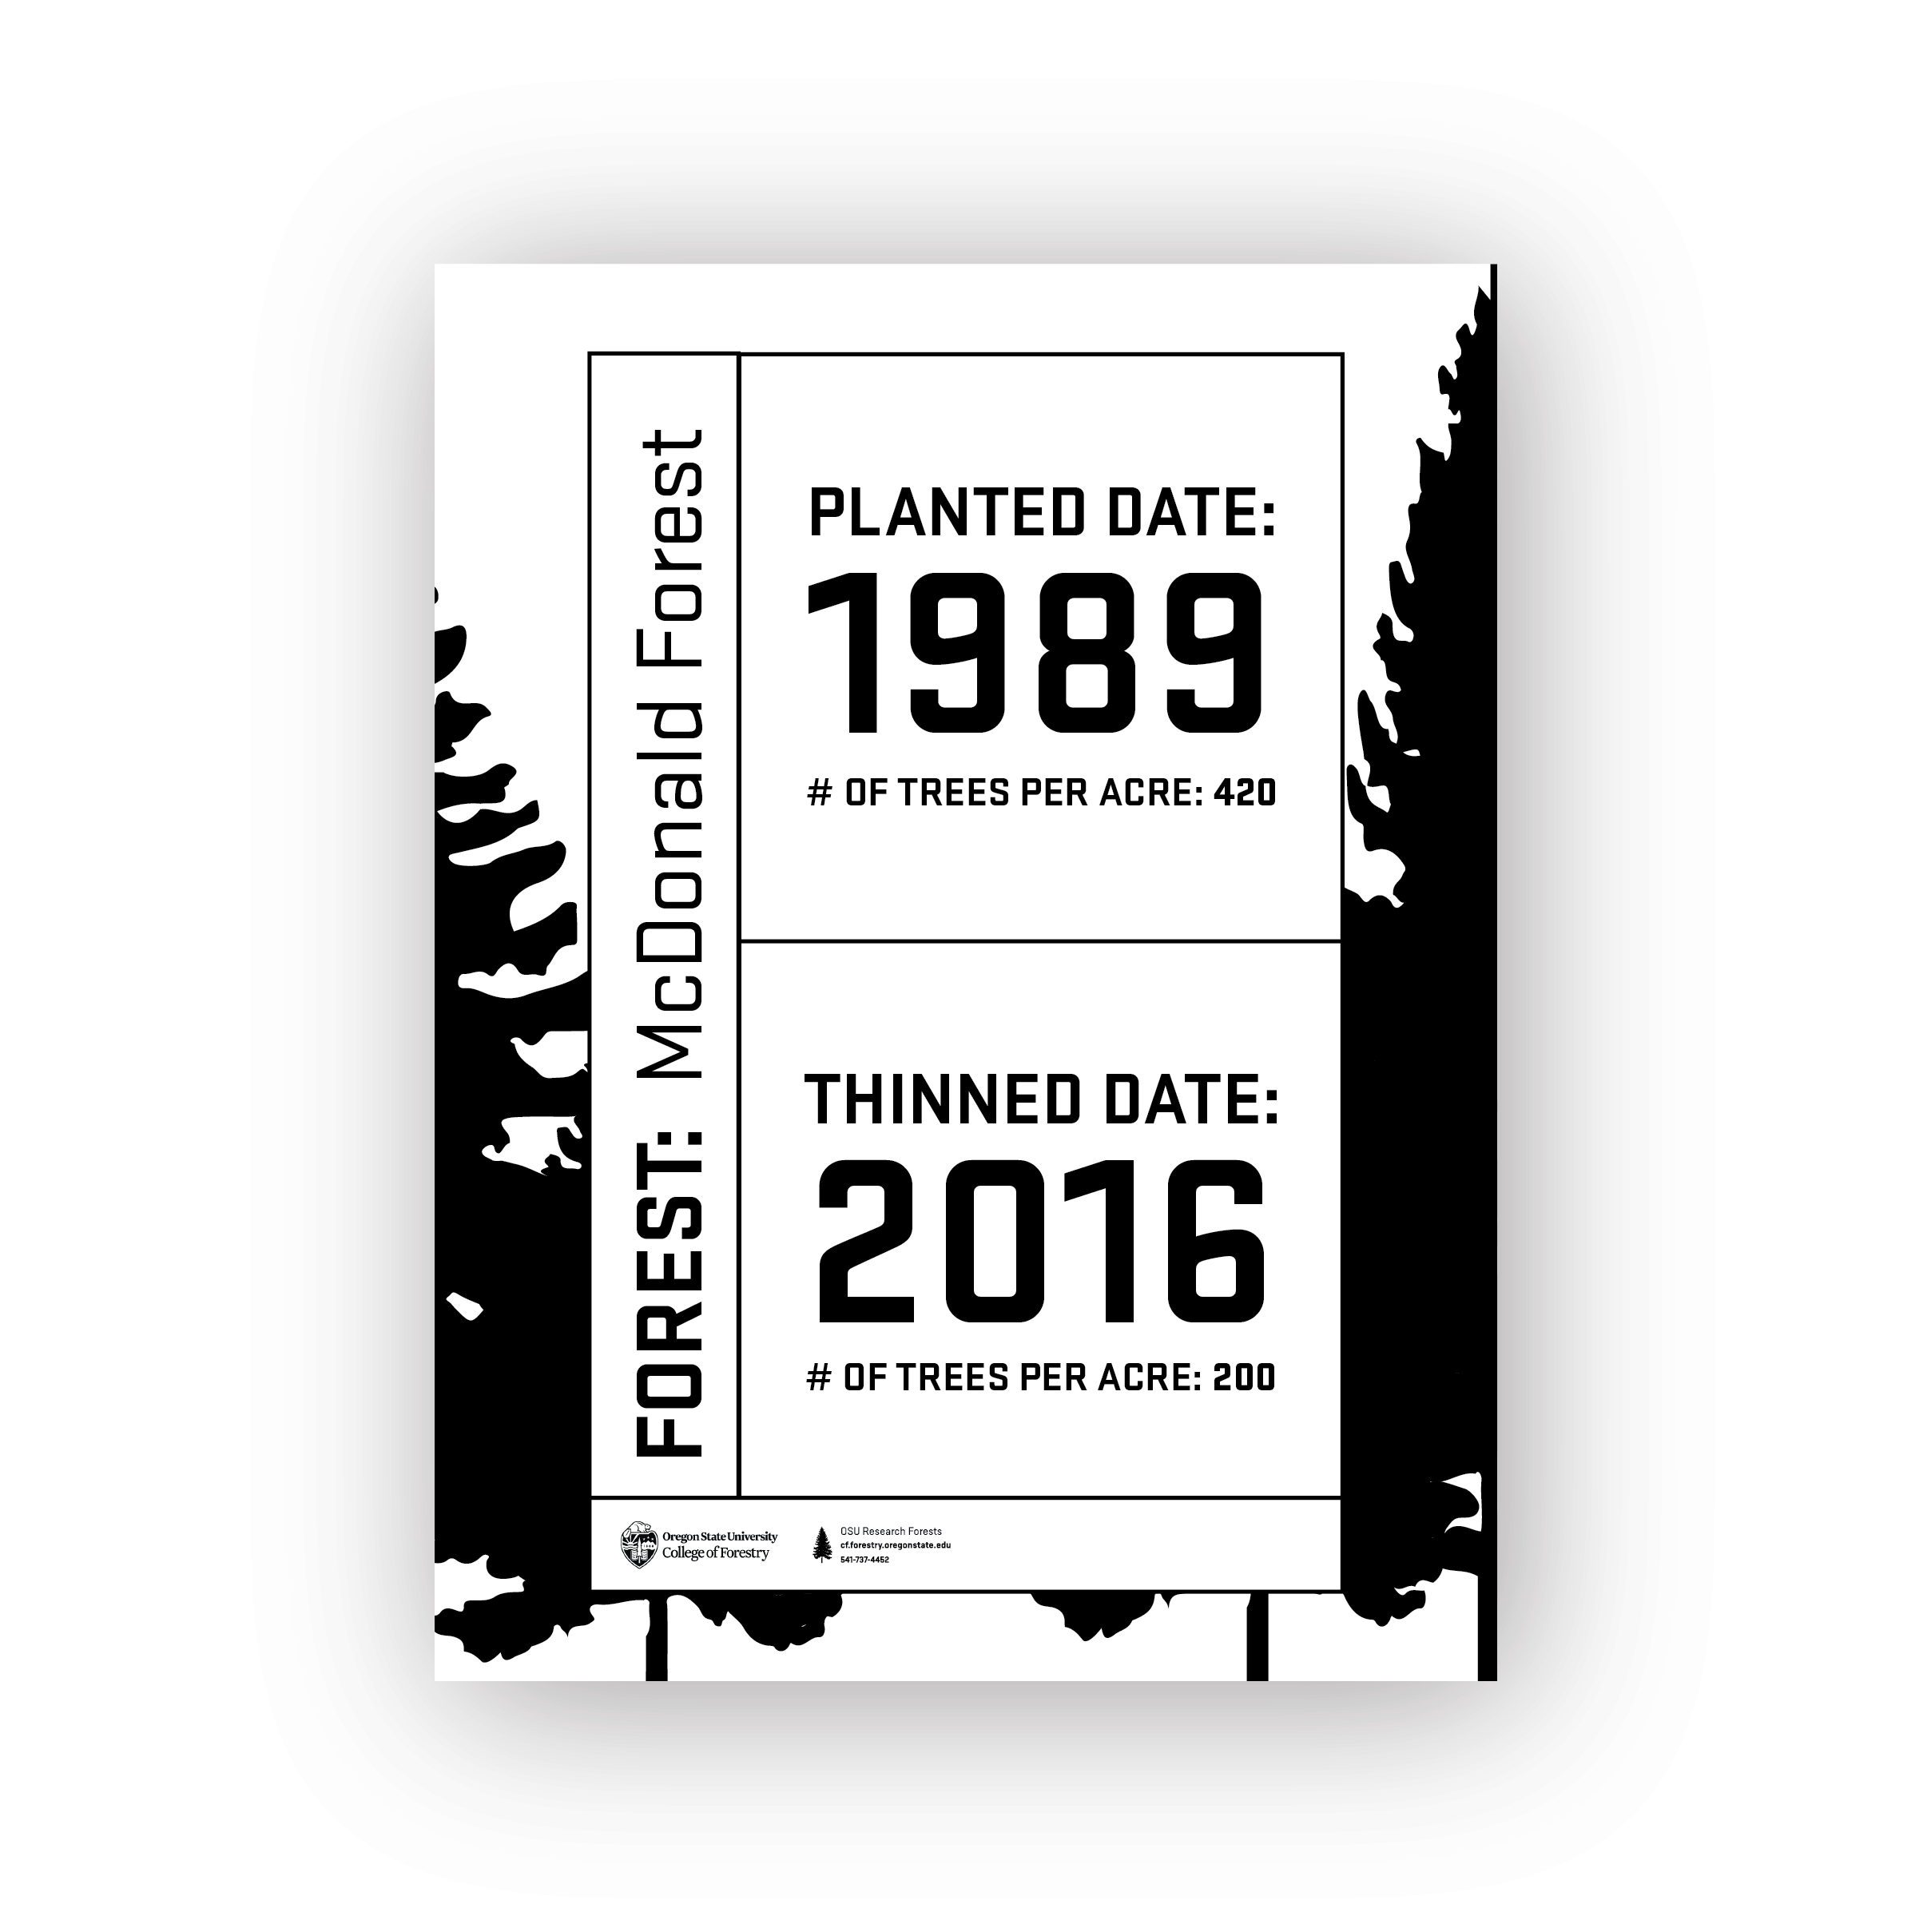 FOREST: McDonald Forest
PLANTED DATE:
1989
# OF TREES PER ACRE: 420
THINNED DATE:
2016
# OF TREES PER ACRE: 200
Oregon State University
College of Forestry
OSU Research Forests
cf.forestry.oregonstate.edu
541-737-4452